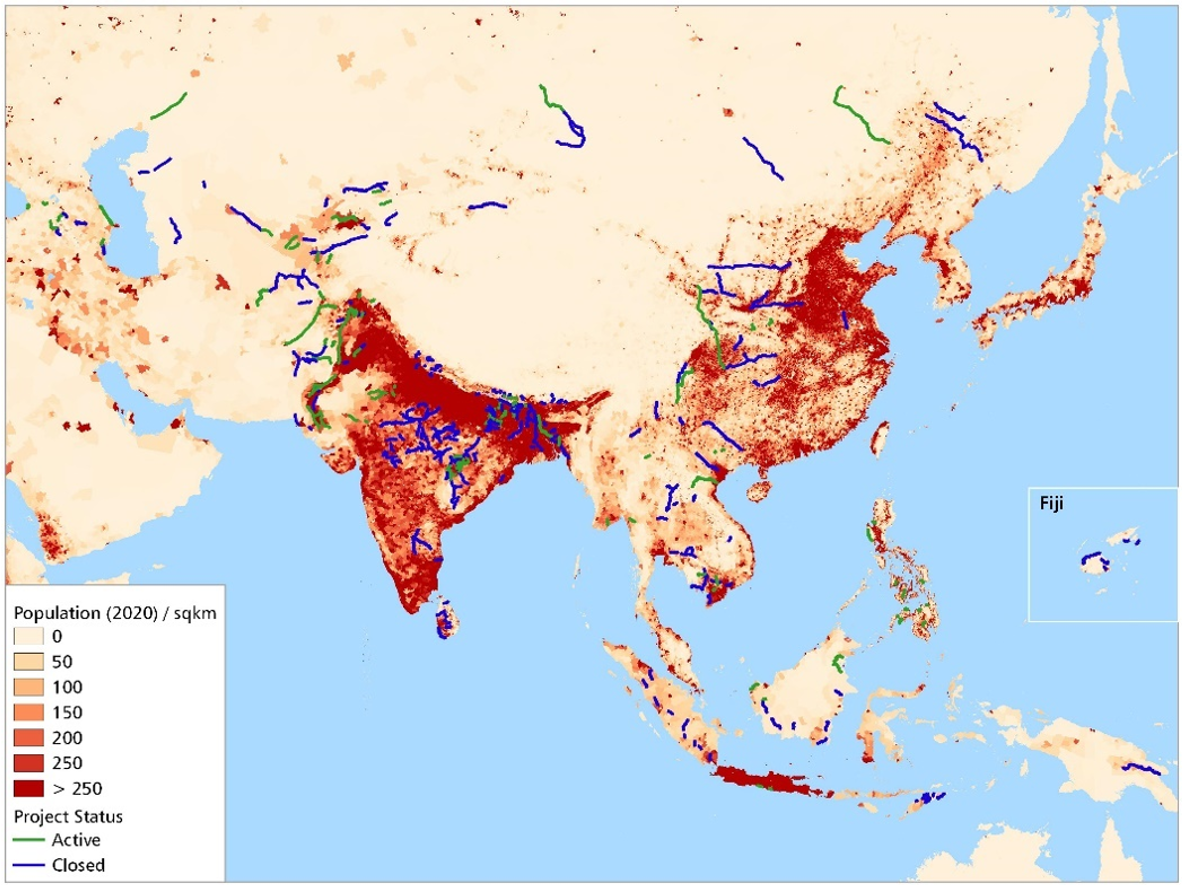 Fiji
Population (2020) / sqkm
0
50
100
150
200
250
> 250
Project Status
Active
Closed